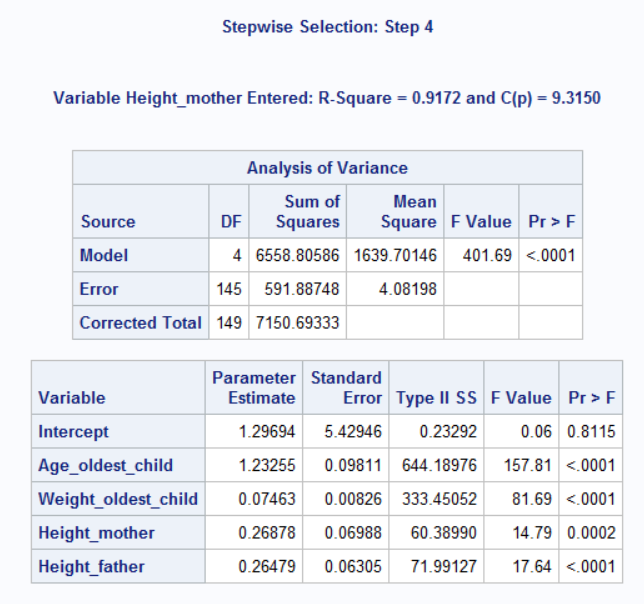 Stepwise Selection: Step 4
Variable Height_mother Entered: R-Square = 0.9172 and C(p) = 9.3150
Analysis of Variance
Source DF Sum of Squares Mean Square F Value Pr > F
Model 4 6558.80586 1639.70146 401.69 <.0001
Error 145 591.88748 4.08198
Corrected Total 149 7150.69333
Variable Parameter Estimate Standard Error Type II SS F Value Pr > F
Intercept 1.29694 5.42946 0.23292 0.06 0.8115
Age_oldest_child 1.23255 0.09811 644.18976 157.81 <.0001
Weight_oldest_child 0.07463 0.00826 333.45052 81.69 <.0001
Height_mother 0.26878 0.06988 60.38990 14.79 0.0002
Height_father 0.26479 0.06305 71.99127 17.64 <.0001